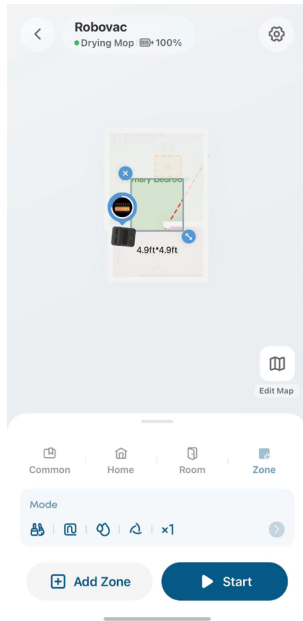 Robovac
Drying Mop 100%
4.9ft*4.9ft
Edit Map
Common Home Room Zone
Mode
×1
Add Zone Start